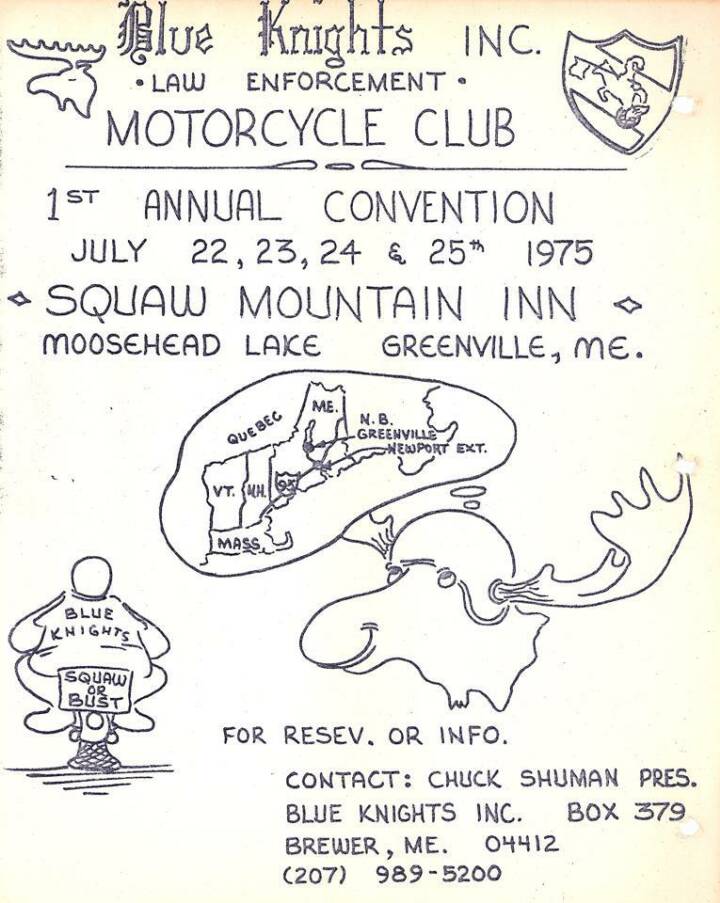 Blue Knights INC.
• LAW ENFORCEMENT •
MOTORCYCLE CLUB
1ST ANNUAL CONVENTION
JULY 22, 23, 24 & 25th 1975
SQUAW MOUNTAIN INN
MOOSEHEAD LAKE GREENVILLE, ME.
QUEBEC
ME.
N.B.
GREENVILLE
NEWPORT EXT.
VT.
N.H.
95
MASS.
BLUE
KNIGHTS
SQUAW
OR
BUST
FOR RESEV. OR INFO.
CONTACT: CHUCK SHUMAN PRES.
BLUE KNIGHTS INC. BOX 379
BREWER, ME. 04412
(207) 989-5200